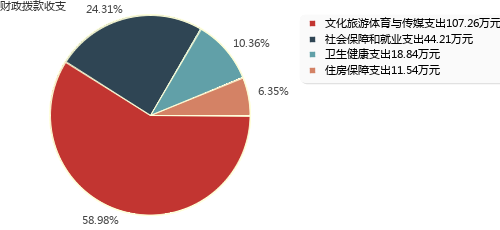 财政拨款收支
24.31%
10.36%
6.35%
58.98%
文化旅游体育与传媒支出107.26万元
社会保障和就业支出44.21万元
卫生健康支出18.84万元
住房保障支出11.54万元